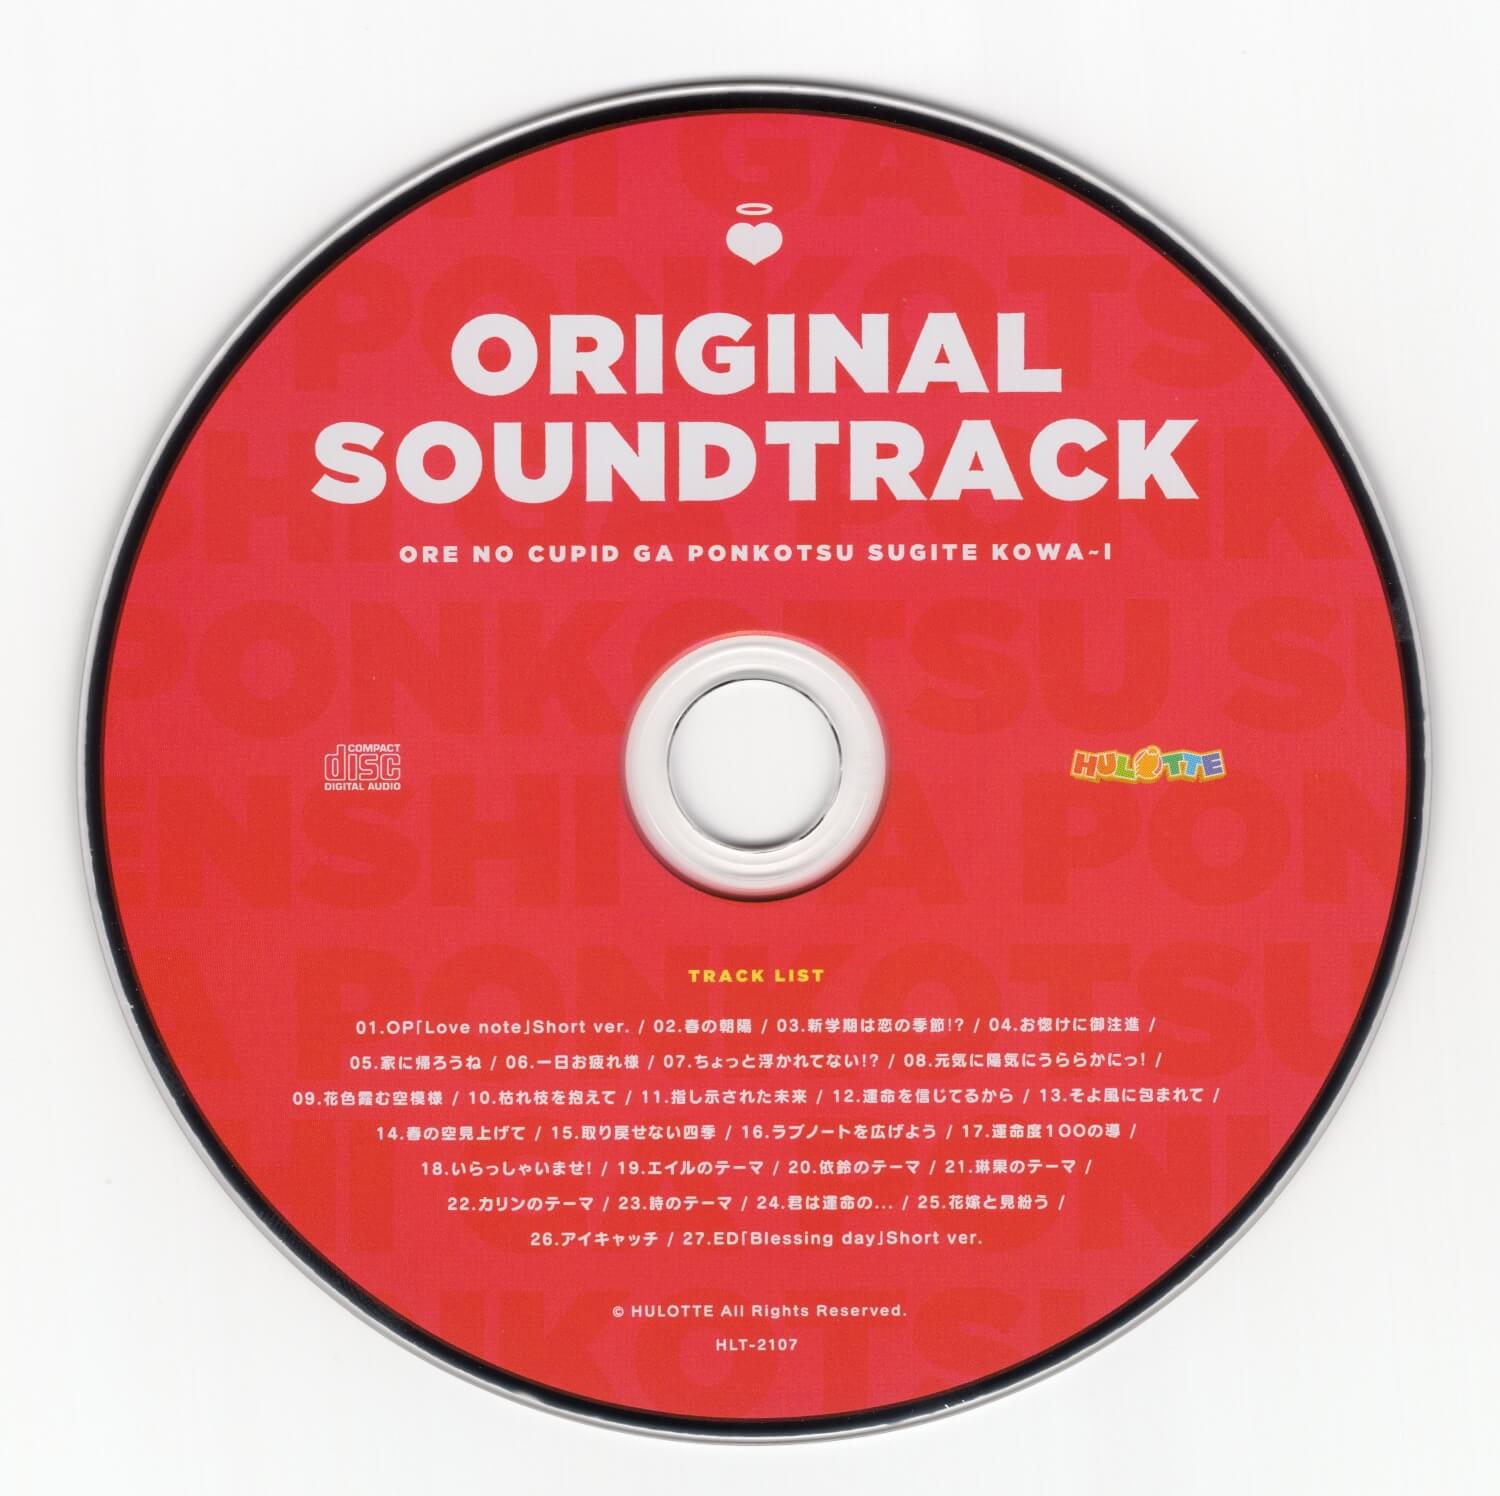 ORIGINAL
SOUNDTRACK
ORE NO CUPID GA PONKOTSU SUGITE KOWA~I
COMPACT
disc
DIGITAL AUDIO
HULOTTE
TRACK LIST
01.OP「Love note」Short ver. / 02.春の朝陽 / 03.新学期は恋の季節!? / 04.お惚けに御注進 /
05.家に帰ろうね / 06.一日お疲れ様 / 07.ちょっと浮かれてない!? / 08.元気に陽気にうららかにっ! /
09.花色霞む空模様 / 10.枯れ枝を抱えて / 11.指し示された未来 / 12.運命を信じてるから / 13.そよ風に包まれて /
14.春の空見上げて / 15.取り戻せない四季 / 16.ラブノートを広げよう / 17.運命度100の導 /
18.いらっしゃいませ! / 19.エイルのテーマ / 20.依鈴のテーマ / 21.琳果のテーマ /
22.カリンのテーマ / 23.詩のテーマ / 24.君は運命の... / 25.花嫁と見紛う /
26.アイキャッチ / 27.ED「Blessing day」Short ver.
© HULOTTE All Rights Reserved.
HLT-2107